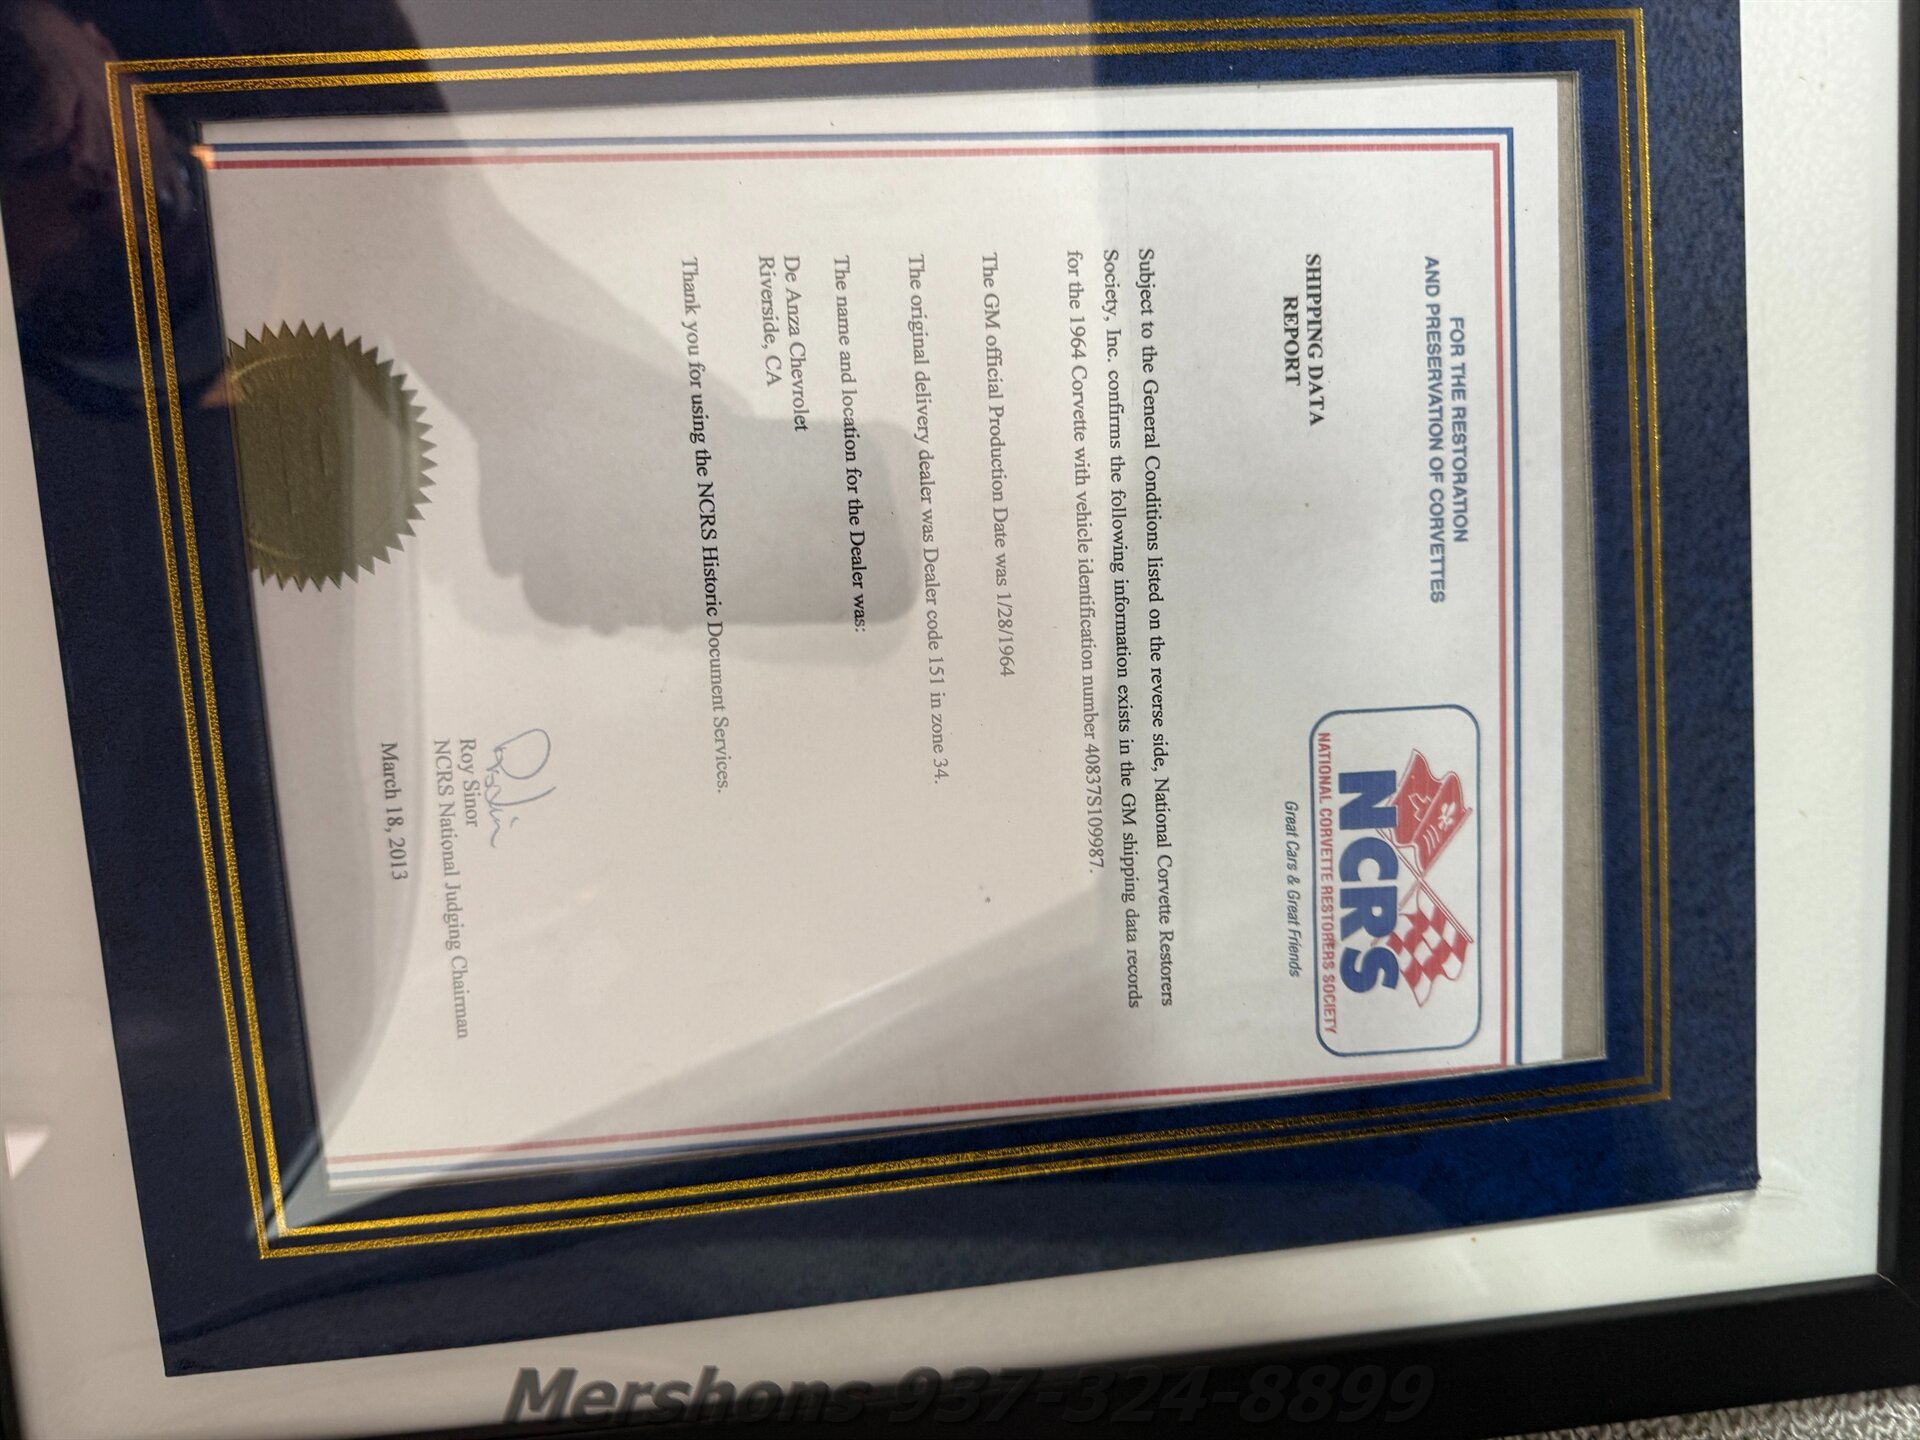 FOR THE RESTORATION
AND PRESERVATION OF CORVETTES
NCRS
NATIONAL CORVETTE RESTORERS SOCIETY
Great Cars & Great Friends
SHIPPING DATA
REPORT
Subject to the General Conditions listed on the reverse side, National Corvette Restorers
Society, Inc. confirms the following information exists in the GM shipping data records
for the 1964 Corvette with vehicle identification number 40837S109987.
The GM official Production Date was 1/28/1964
The original delivery dealer was Dealer code 151 in zone 34.
The name and location for the Dealer was:
De Anza Chevrolet
Riverside, CA
Thank you for using the NCRS Historic Document Services.
Roy Sinor
NCRS National Judging Chairman
March 18, 2013
Mershons 937-324-8899